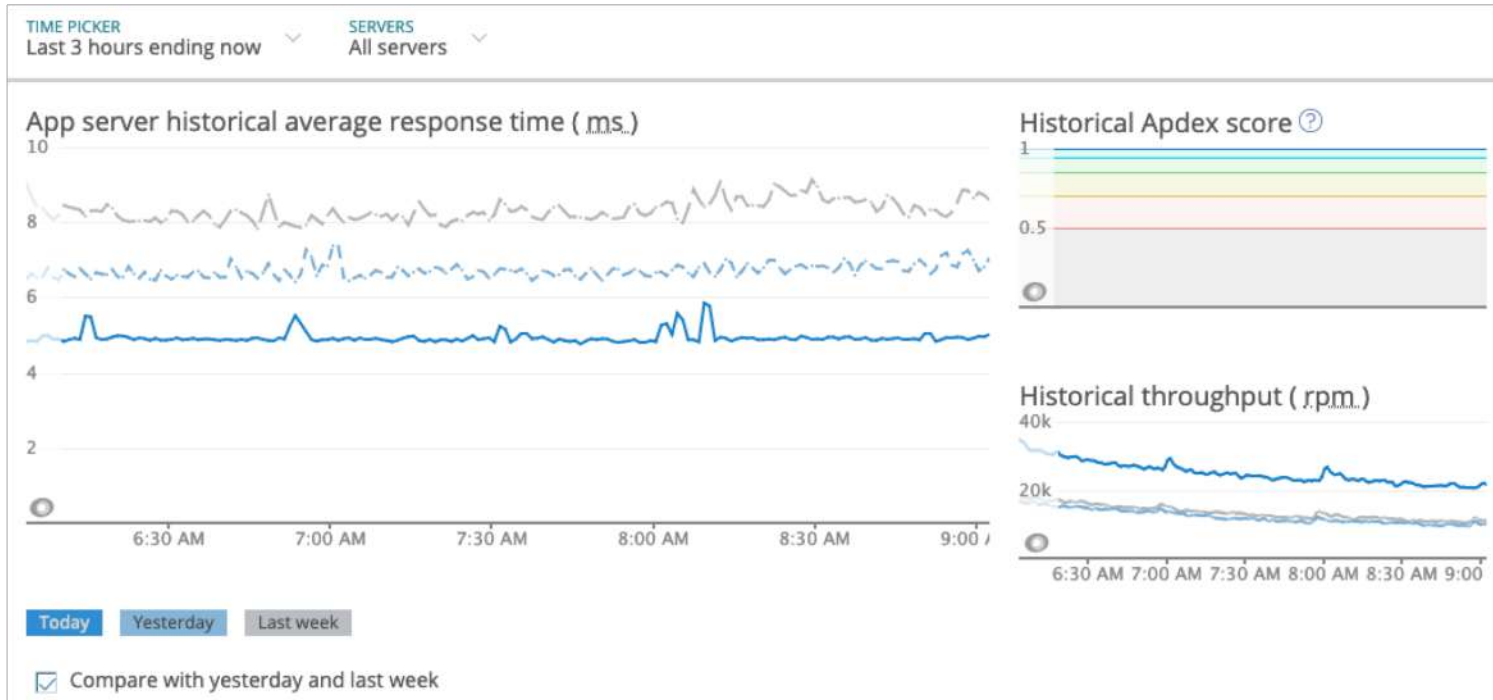 TIME PICKER
Last 3 hours ending now
SERVERS
All servers
App server historical average response time ( ms )
10
8
6
4
2
6:30 AM 7:00 AM 7:30 AM 8:00 AM 8:30 AM 9:00
Today Yesterday Last week
Compare with yesterday and last week
Historical Apdex score ?
1
0.5
Historical throughput ( rpm )
40k
20k
6:30 AM 7:00 AM 7:30 AM 8:00 AM 8:30 AM 9:00